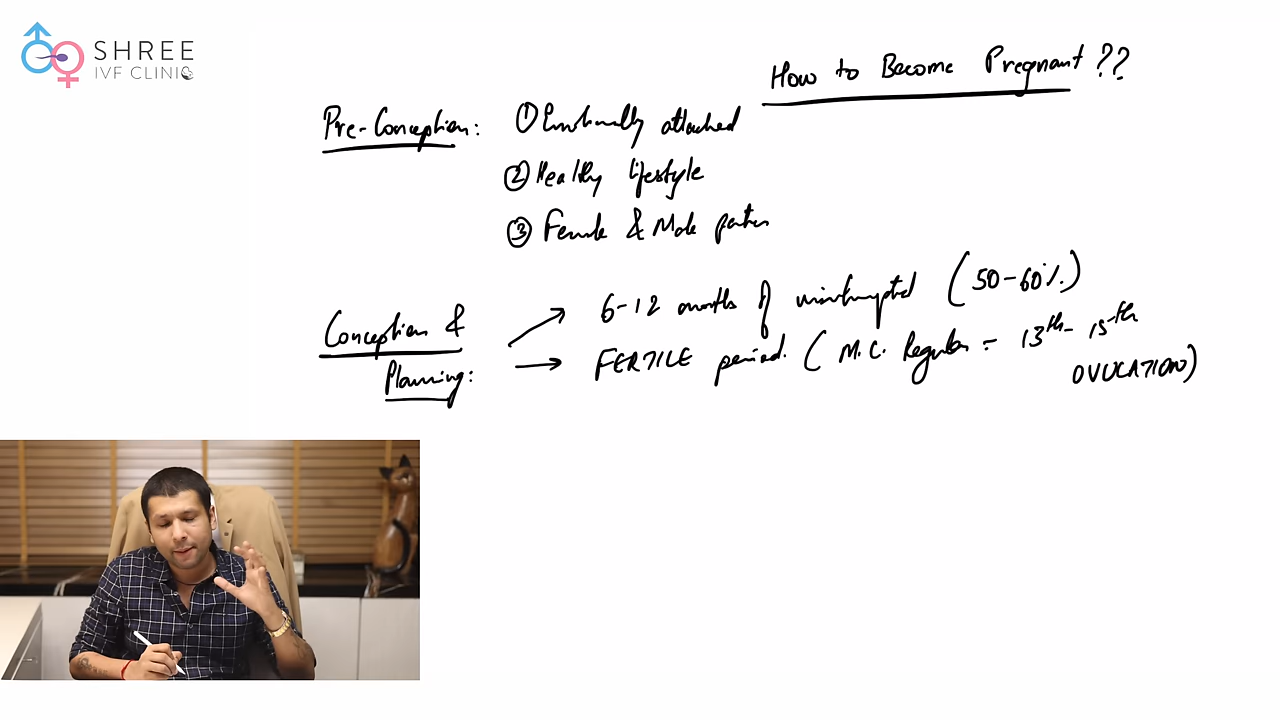 SHREE
IVF CLINIC
How to Become Pregnant ??
Pre-Conception:
① Emotionally attached
② Healthy lifestyle
③ Female & Male partner
Conception &
Planning:
→ 6-12 months of uninterrupted (50-60%)
→ FERTILE period. ( M.C. Regular = 13th - 15th
OVULATION)